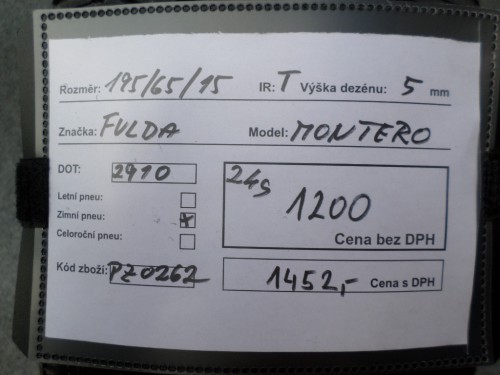 Rozměr: 195/65/15 IR: T Výška dezénu: 5 mm
Značka: FULDA Model: MONTERO
DOT: 2910
Letní pneu:
Zimní pneu: x
Celoroční pneu:
24s 1200
Cena bez DPH
Kód zboží: PZ0262
1452,- Cena s DPH